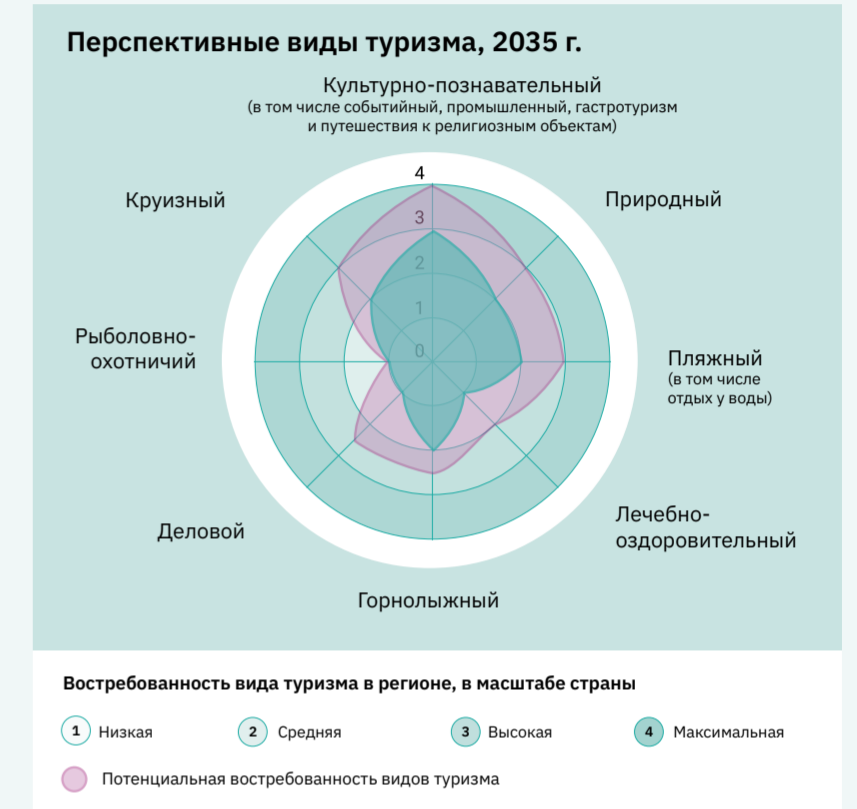 Перспективные виды туризма, 2035 г.
Культурно-познавательный
(в том числе событийный, промышленный, гастротуризм
и путешествия к религиозным объектам)
Круизный
Природный
4
3
2
1
0
Рыболовно-
охотничий
Пляжный
(в том числе
отдых у воды)
Деловой
Лечебно-
оздоровительный
Горнолыжный
Востребованность вида туризма в регионе, в масштабе страны
1 Низкая
2 Средняя
3 Высокая
4 Максимальная
Потенциальная востребованность видов туризма